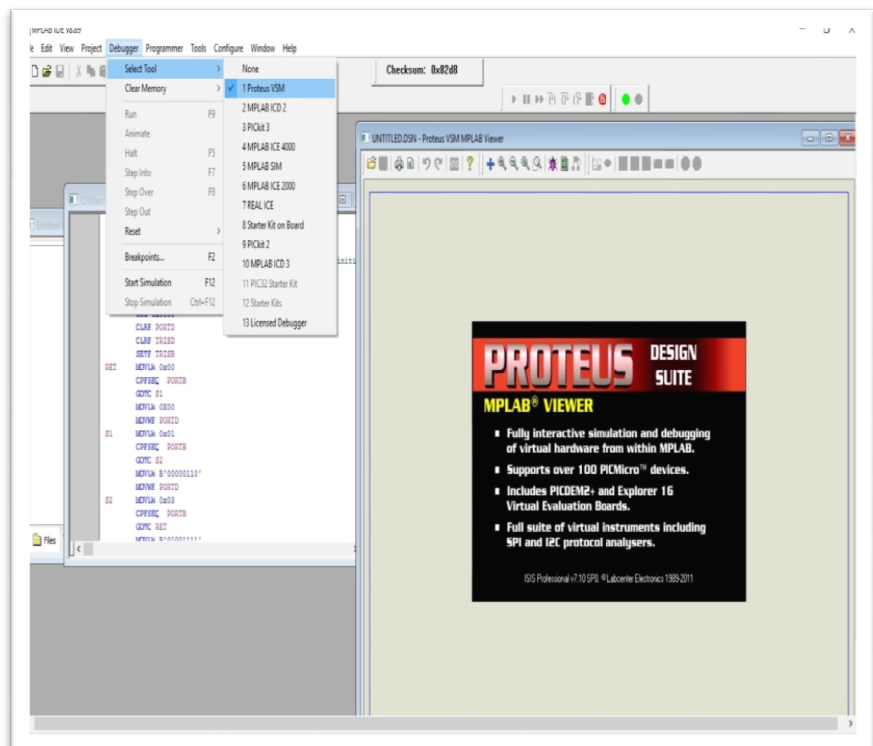 Edit View Project Debugger Programmer Tools Configure Window Help
Checksum: 0x82d8
Select Tool
Clear Memory
Run F9
Animate
Halt F5
Step Into F7
Step Over F8
Step Out
Reset
Breakpoints... F2
Start Simulation F12
Stop Simulation Ctrl+F12
None
1 Proteus VSM
2 MPLAB ICD 2
3 PICkit 3
4 MPLAB ICE 4000
5 MPLAB SIM
6 MPLAB ICE 2000
7 REAL ICE
8 Starter Kit on Board
9 PICkit 2
10 MPLAB ICD 3
11 PIC32 Starter Kit
12 Starter Kits
13 Licensed Debugger
CLRF PORTD
CLRF TRISD
SETF TRISB
RET MOVLW 0x00
CPFSEQ PORTB
GOTO S1
MOVLW 0X00
MOVWF PORTD
S1 MOVLW 0x01
CPFSEQ PORTB
GOTO S2
MOVLW B'00000110'
MOVWF PORTD
S2 MOVLW 0x03
CPFSEQ PORTB
GOTO RET
MOVLW B'01001111'
Files
UNTITLED.DSN - Proteus VSM MPLAB Viewer
PROTEUS DESIGN SUITE
MPLAB® VIEWER
Fully interactive simulation and debugging
of virtual hardware from within MPLAB.
Supports over 100 PICMicro™ devices.
Includes PICDEM2+ and Explorer 16
Virtual Evaluation Boards.
Full suite of virtual instruments including
SPI and I2C protocol analysers.
ISIS Professional v7.10 SP0. © Labcenter Electronics 1989-2011